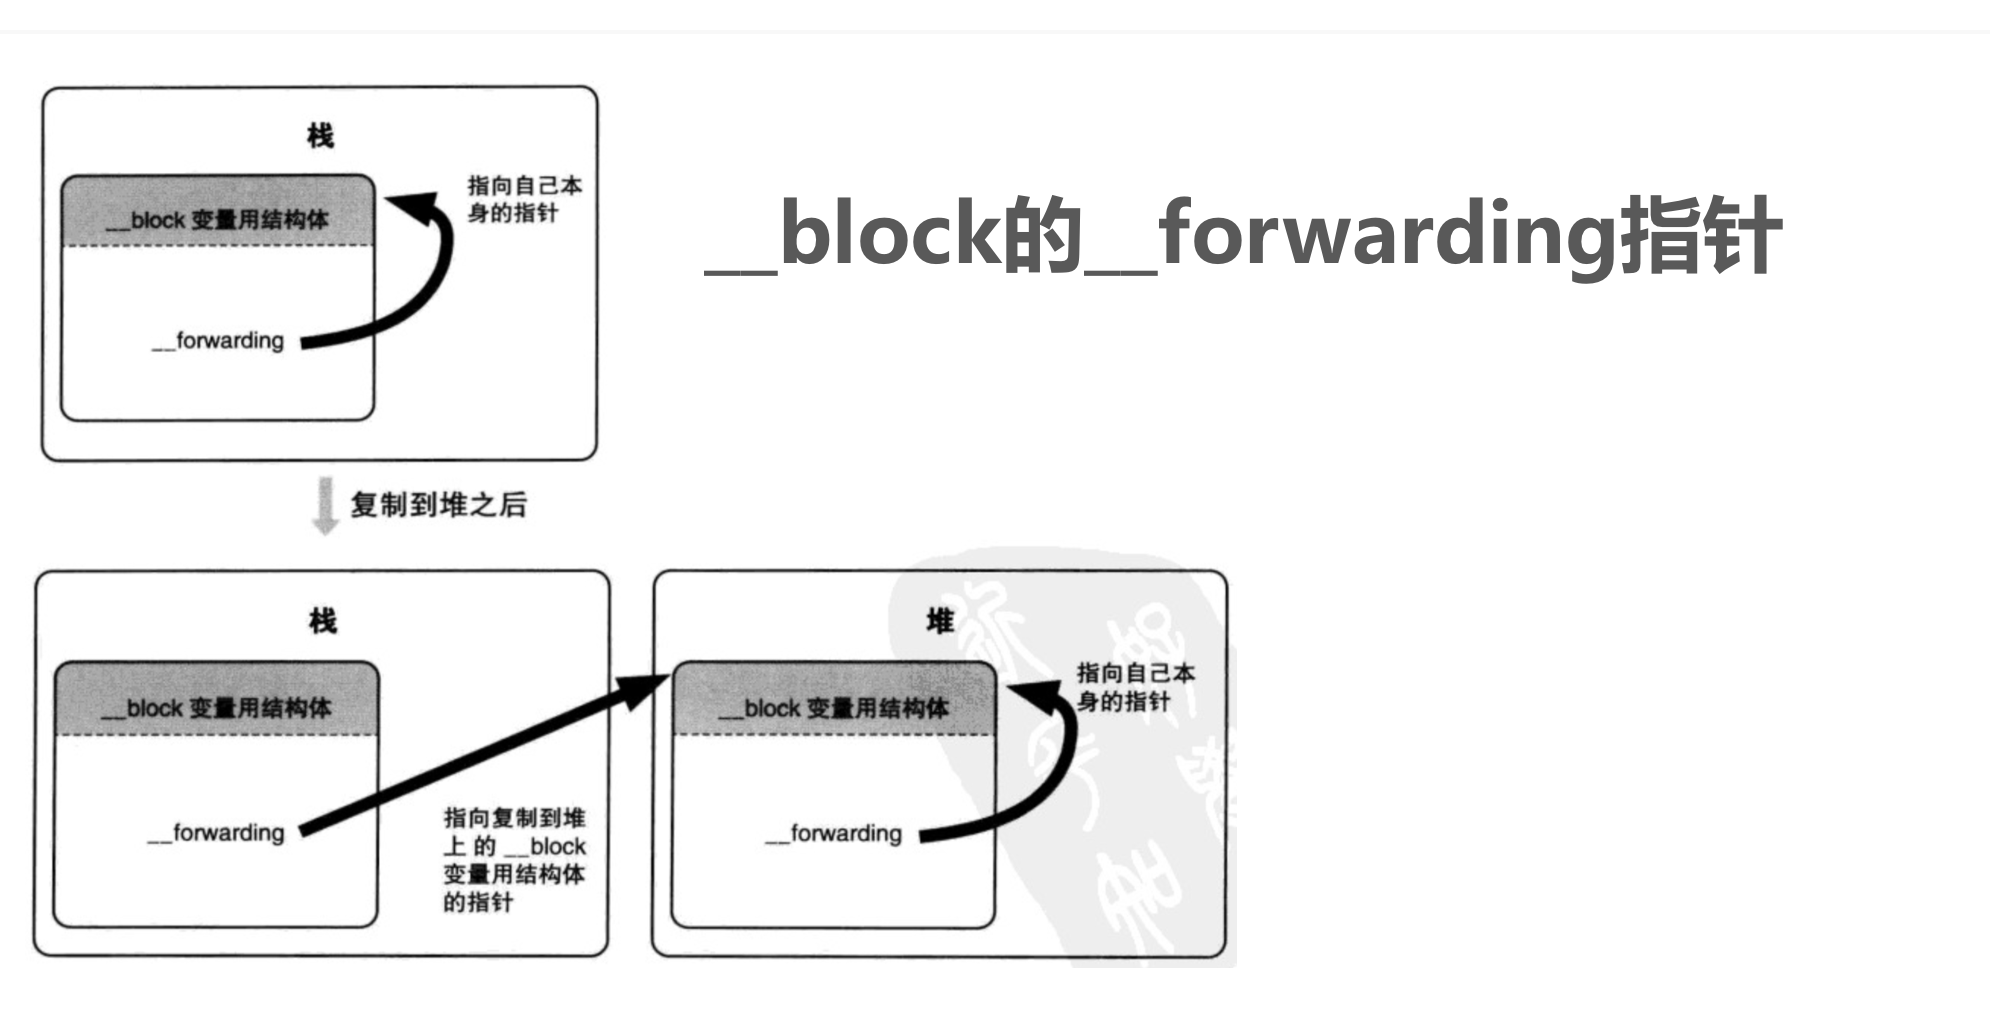 栈
__block 变量用结构体
指向自己本
身的指针
__forwarding
__block的__forwarding指针
复制到堆之后
栈
__block 变量用结构体
__forwarding
指向复制到堆
上 的 __block
变量用结构体
的指针
堆
__block 变量用结构体
指向自己本
身的指针
__forwarding